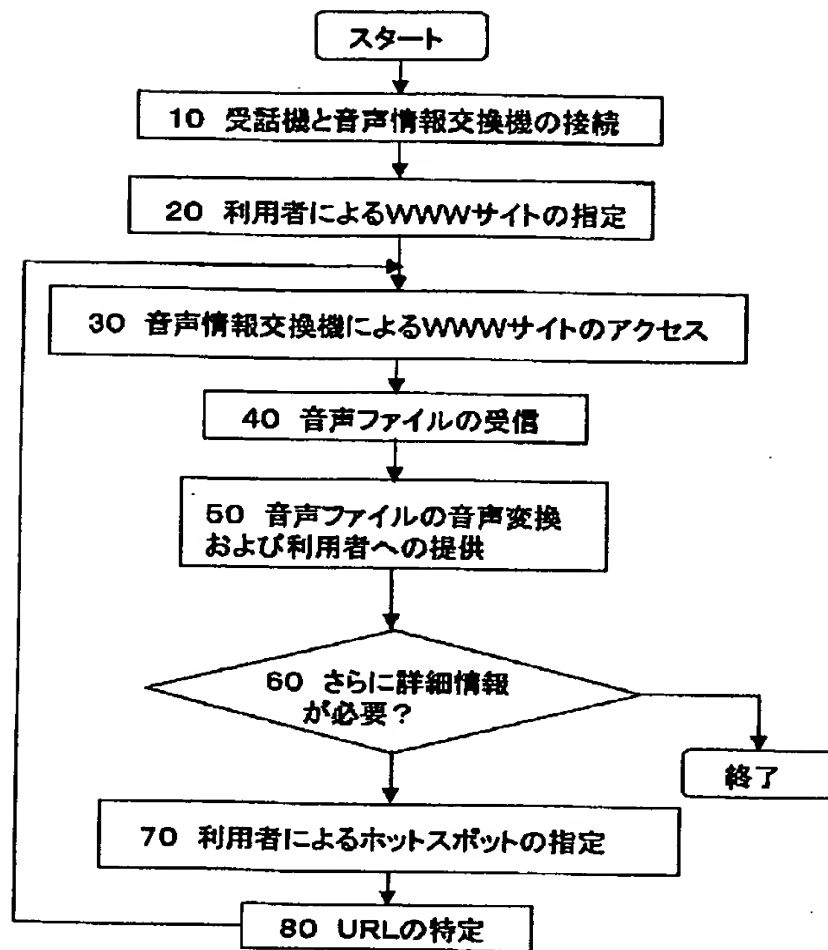 スタート
10 受話機と音声情報交換機の接続
20 利用者によるWWWサイトの指定
30 音声情報交換機によるWWWサイトのアクセス
40 音声ファイルの受信
50 音声ファイルの音声変換
および利用者への提供
60 さらに詳細情報
が必要？
終了
70 利用者によるホットスポットの指定
80 URLの特定